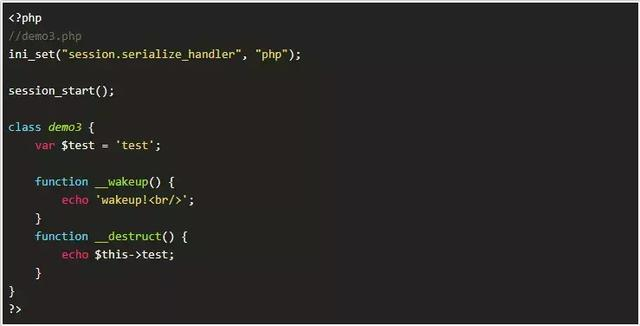 <?php
//demo3.php
ini_set("session.serialize_handler", "php");
session_start();
class demo3 {
    var $test = 'test';
    function __wakeup() {
        echo 'wakeup!<br/>';
    }
    function __destruct() {
        echo $this->test;
    }
}
?>